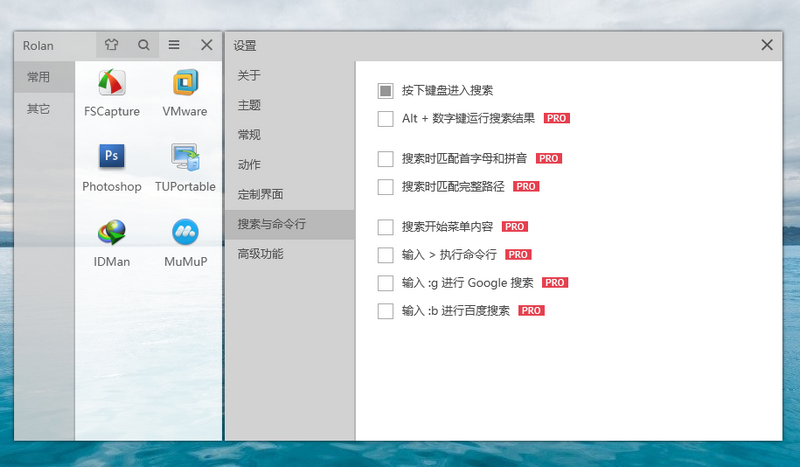 Rolan
常用
其它
FSCapture
VMware
Ps
Photoshop
TUPortable
IDMan
MuMuP
设置
关于
主题
常规
动作
定制界面
搜索与命令行
高级功能
按下键盘进入搜索
Alt + 数字键运行搜索结果 PRO
搜索时匹配首字母和拼音 PRO
搜索时匹配完整路径 PRO
搜索开始菜单内容 PRO
输入 > 执行命令行 PRO
输入 :g 进行 Google 搜索 PRO
输入 :b 进行百度搜索 PRO